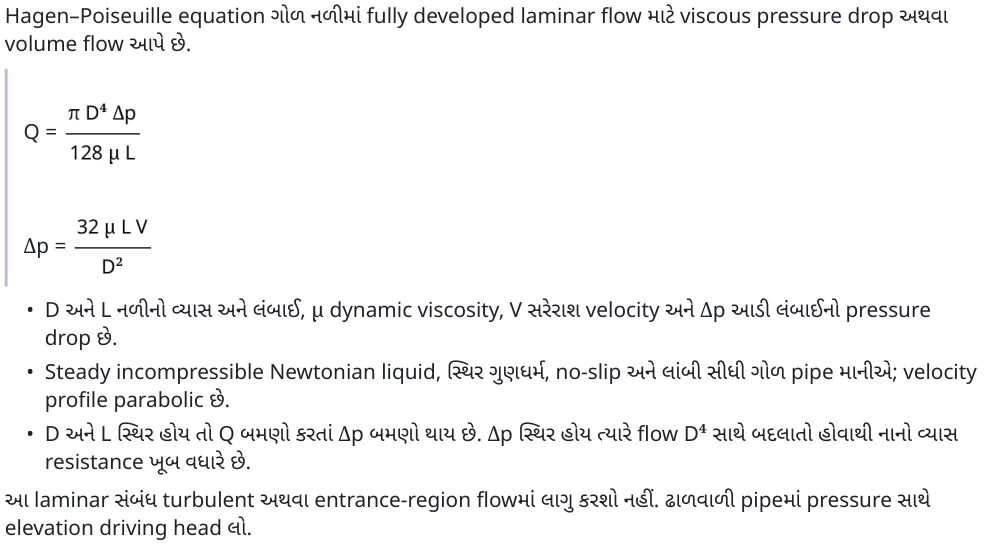 Hagen–Poiseuille equation ગોળ નળીમાં fully developed laminar flow માટે viscous pressure drop અથવા
volume flow આપે છે.
Q = π D⁴ Δp / 128 μ L
Δp = 32 μ L V / D²
• D અને L નળીનો વ્યાસ અને લંબાઈ, μ dynamic viscosity, V સરેરાશ velocity અને Δp આડી લંબાઈનો pressure
drop છે.
• Steady incompressible Newtonian liquid, સ્થિર ગુણધર્મ, no-slip અને લાંબી સીધી ગોળ pipe માનીએ; velocity
profile parabolic છે.
• D અને L સ્થિર હોય તો Q બમણો કરતાં Δp બમણો થાય છે. Δp સ્થિર હોય ત્યારે flow D⁴ સાથે બદલાતો હોવાથી નાનો વ્યાસ
resistance ખૂબ વધારે છે.
આ laminar સંબંધ turbulent અથવા entrance-region flowમાં લાગુ કરશો નહીં. ઢાળવાળી pipeમાં pressure સાથે
elevation driving head લો.